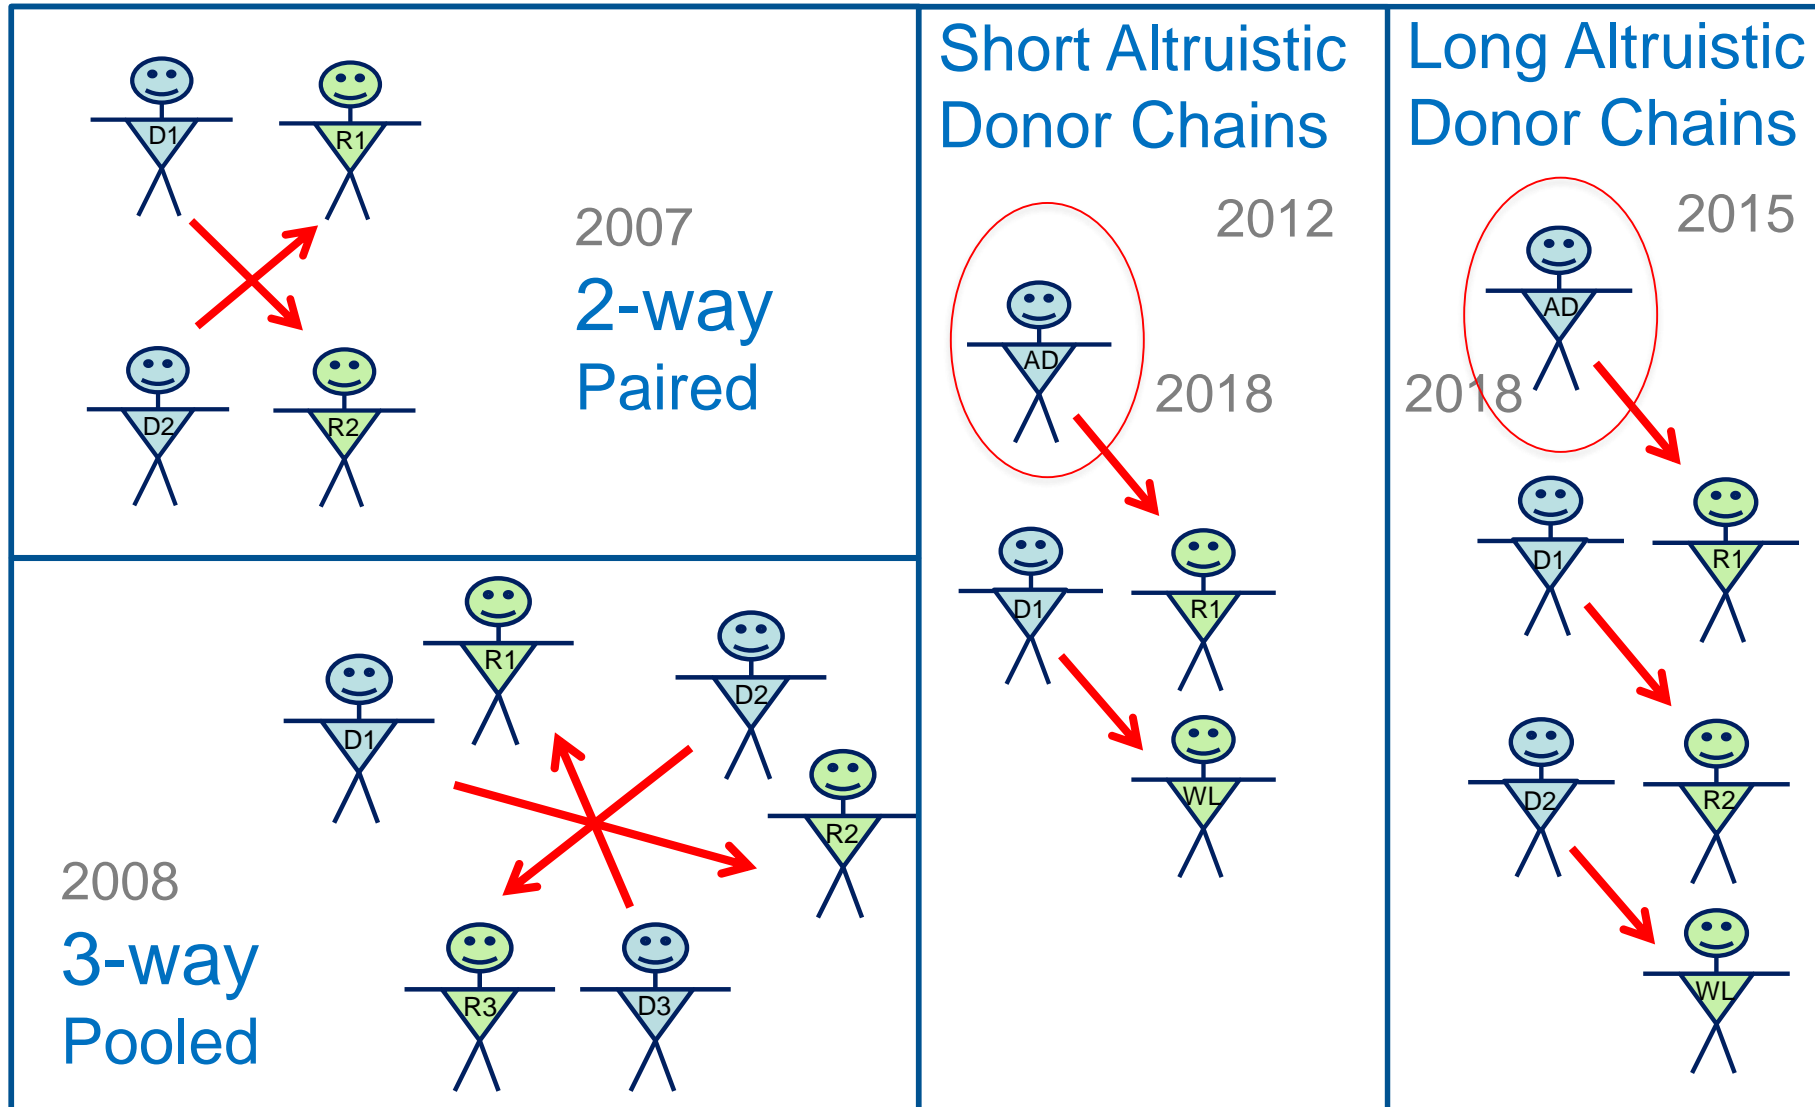 D1
R1
2007
2-way
Paired
D2
R2
R1
D2
D1
R2
2008
3-way
Pooled
R3
D3
Short Altruistic
Donor Chains
2012
AD
2018
D1
R1
WL
Long Altruistic
Donor Chains
2015
AD
2018
D1
R1
D2
R2
WL